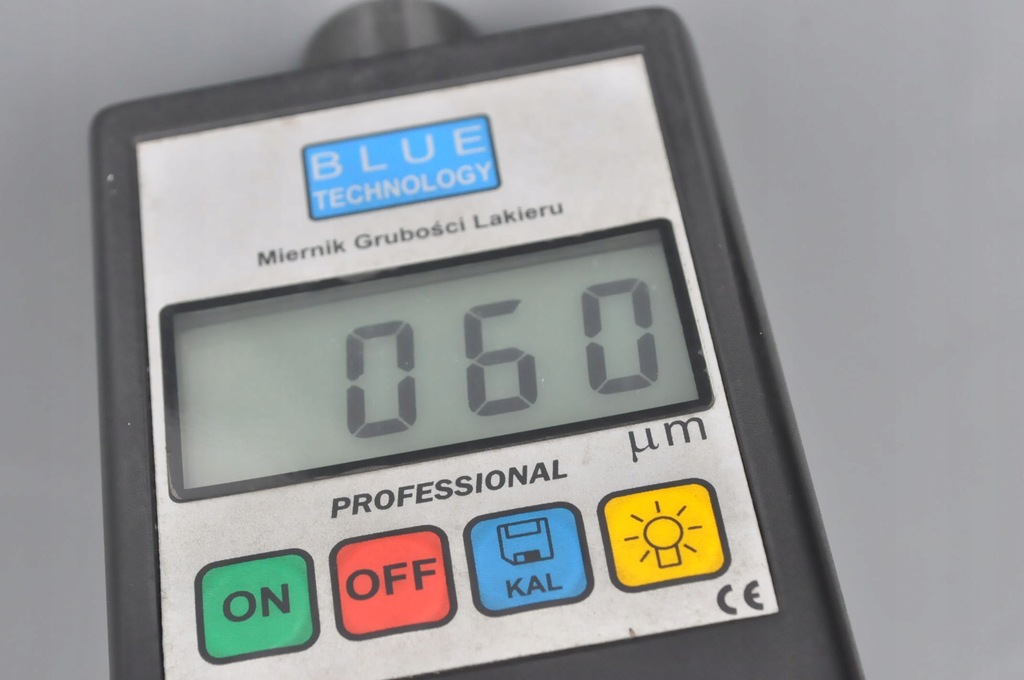 BLUE
TECHNOLOGY
Miernik Grubości Lakieru
060
μm
PROFESSIONAL
ON OFF KAL
CE